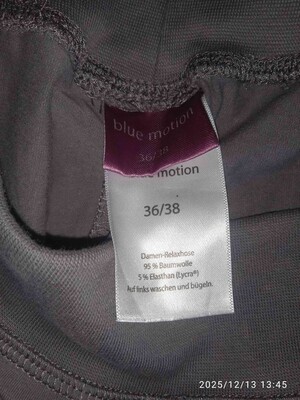 blue motion
36/38
blue motion
36/38
Damen-Relaxhose
95 % Baumwolle
5 % Elasthan (Lycra®)
Auf links waschen und bügeln.
2025/12/13 13:45